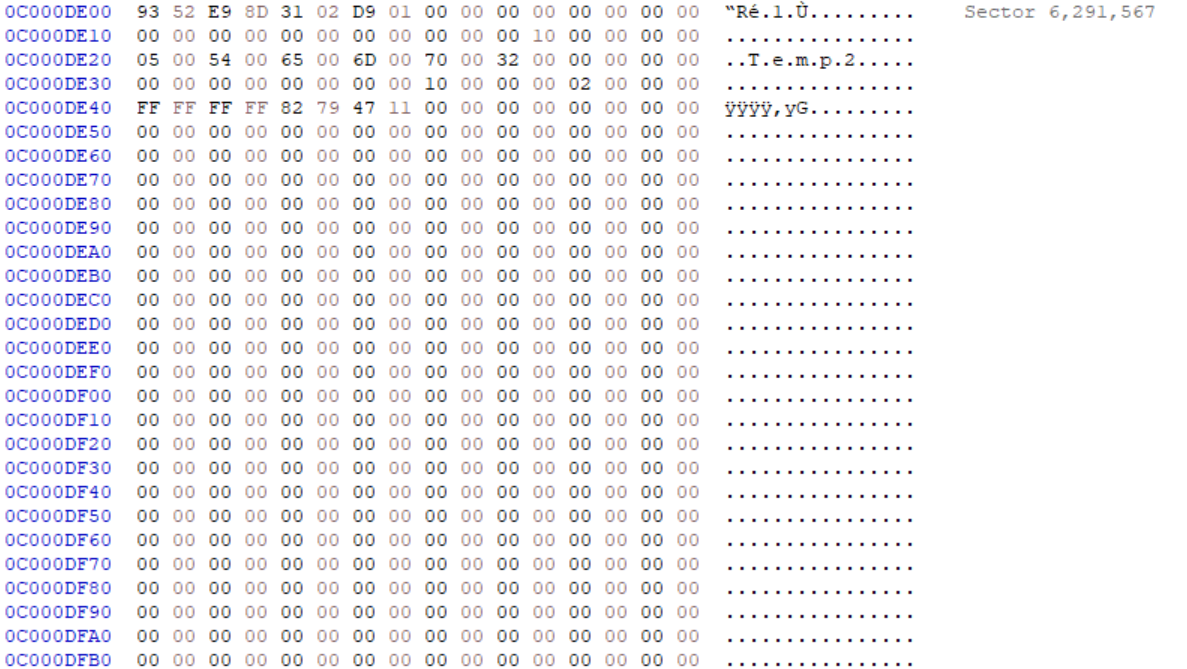 0C000DE00 93 52 E9 8D 31 02 D9 01 00 00 00 00 00 00 00 00 “Ré.1.Ù......... Sector 6,291,567
0C000DE10 00 00 00 00 00 00 00 00 00 00 00 10 00 00 00 00 ................
0C000DE20 05 00 54 00 65 00 6D 00 70 00 32 00 00 00 00 00 ..T.e.m.p.2.....
0C000DE30 00 00 00 00 00 00 00 00 10 00 00 00 02 00 00 00 ................
0C000DE40 FF FF FF FF 82 79 47 11 00 00 00 00 00 00 00 00 ÿÿÿÿ‚yG.........
0C000DE50 00 00 00 00 00 00 00 00 00 00 00 00 00 00 00 00 ................
0C000DE60 00 00 00 00 00 00 00 00 00 00 00 00 00 00 00 00 ................
0C000DE70 00 00 00 00 00 00 00 00 00 00 00 00 00 00 00 00 ................
0C000DE80 00 00 00 00 00 00 00 00 00 00 00 00 00 00 00 00 ................
0C000DE90 00 00 00 00 00 00 00 00 00 00 00 00 00 00 00 00 ................
0C000DEA0 00 00 00 00 00 00 00 00 00 00 00 00 00 00 00 00 ................
0C000DEB0 00 00 00 00 00 00 00 00 00 00 00 00 00 00 00 00 ................
0C000DEC0 00 00 00 00 00 00 00 00 00 00 00 00 00 00 00 00 ................
0C000DED0 00 00 00 00 00 00 00 00 00 00 00 00 00 00 00 00 ................
0C000DEE0 00 00 00 00 00 00 00 00 00 00 00 00 00 00 00 00 ................
0C000DEF0 00 00 00 00 00 00 00 00 00 00 00 00 00 00 00 00 ................
0C000DF00 00 00 00 00 00 00 00 00 00 00 00 00 00 00 00 00 ................
0C000DF10 00 00 00 00 00 00 00 00 00 00 00 00 00 00 00 00 ................
0C000DF20 00 00 00 00 00 00 00 00 00 00 00 00 00 00 00 00 ................
0C000DF30 00 00 00 00 00 00 00 00 00 00 00 00 00 00 00 00 ................
0C000DF40 00 00 00 00 00 00 00 00 00 00 00 00 00 00 00 00 ................
0C000DF50 00 00 00 00 00 00 00 00 00 00 00 00 00 00 00 00 ................
0C000DF60 00 00 00 00 00 00 00 00 00 00 00 00 00 00 00 00 ................
0C000DF70 00 00 00 00 00 00 00 00 00 00 00 00 00 00 00 00 ................
0C000DF80 00 00 00 00 00 00 00 00 00 00 00 00 00 00 00 00 ................
0C000DF90 00 00 00 00 00 00 00 00 00 00 00 00 00 00 00 00 ................
0C000DFA0 00 00 00 00 00 00 00 00 00 00 00 00 00 00 00 00 ................
0C000DFB0 00 00 00 00 00 00 00 00 00 00 00 00 00 00 00 00 ................